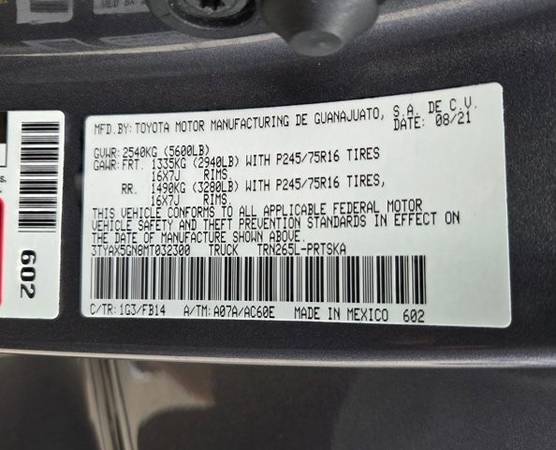 MFD.BY:TOYOTA MOTOR MANUFACTURING DE GUANAJUATO, S.A. DE C.V.
DATE: 08/21
GVWR:2540KG (5600LB)
GAWR:FRT. 1335KG (2940LB) WITH P245/75R16 TIRES
16X7J RIMS,
RR. 1490KG (3280LB) WITH P245/75R16 TIRES,
16X7J RIMS.
THIS VEHICLE CONFORMS TO ALL APPLICABLE FEDERAL MOTOR
VEHICLE SAFETY AND THEFT PREVENTION STANDARDS IN EFFECT ON
THE DATE OF MANUFACTURE SHOWN ABOVE.
3TYAX5GN8MT032300 TRUCK TRN265L-PRTSKA
C/TR:1G3/FB14 A/TM:A07A/AC60E MADE IN MEXICO 602
602